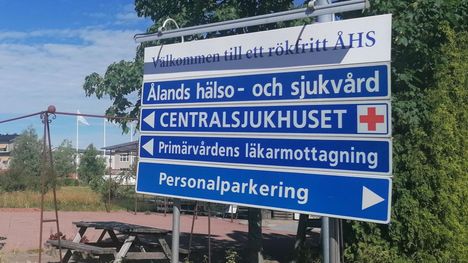 Välkommen till ett rökfritt ÅHS
Ålands hälso- och sjukvård
CENTRALSJUKHUSET
Primärvårdens läkarmottagning
Personalparkering